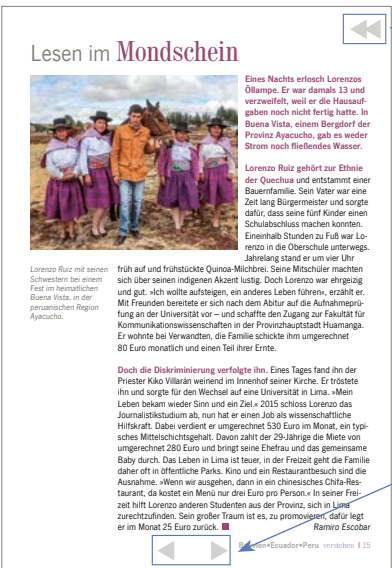 Lesen im Mondschein
Eines Nachts erlosch Lorenzos
Öllampe. Er war damals 13 und
verzweifelt, weil er die Hausauf-
gaben noch nicht fertig hatte. In
Buena Vista, einem Bergdorf der
Provinz Ayacucho, gab es weder
Strom noch fließendes Wasser.
Lorenzo Ruiz gehört zur Ethnie
der Quechua und entstammt einer
Bauernfamilie. Sein Vater war eine
Zeit lang Bürgermeister und sorgte
dafür, dass seine fünf Kinder einen
Schulabschluss machen konnten.
Eineinhalb Stunden zu Fuß war Lo-
renzo in die Oberschule unterwegs.
Jahrelang stand er um vier Uhr
früh auf und frühstückte Quinoa-Milchbrei. Seine Mitschüler machten
sich über seinen indigenen Akzent lustig. Doch Lorenzo war ehrgeizig
und gut. »Ich wollte aufsteigen, ein anderes Leben führen«, erzählt er.
Mit Freunden bereitete er sich nach dem Abitur auf die Aufnahmeprü-
fung an der Universität vor – und schaffte den Zugang zur Fakultät für
Kommunikationswissenschaften in der Provinzhauptstadt Huamanga.
Er wohnte bei Verwandten, die Familie schickte ihm umgerechnet
80 Euro monatlich und einen Teil ihrer Ernte.
Lorenzo Ruiz mit seinen
Schwestern bei einem
Fest im heimatlichen
Buena Vista, in der
peruanischen Region
Ayacucho.
Doch die Diskriminierung verfolgte ihn. Eines Tages fand ihn der
Priester Kiko Villarán weinend im Innenhof seiner Kirche. Er tröstete
ihn und sorgte für den Wechsel auf eine Universität in Lima. »Mein
Leben bekam wieder Sinn und ein Ziel.« 2015 schloss Lorenzo das
Journalistikstudium ab, nun hat er einen Job als wissenschaftliche
Hilfskraft. Dabei verdient er umgerechnet 530 Euro im Monat, ein typi-
sches Mittelschichtsgehalt. Davon zahlt der 29-Jährige die Miete von
umgerechnet 280 Euro und bringt seine Ehefrau und das gemeinsame
Baby durch. Das Leben in Lima ist teuer, in der Freizeit geht die Familie
daher oft in öffentliche Parks. Kino und ein Restaurantbesuch sind die
Ausnahme. »Wenn wir ausgehen, dann in ein chinesisches Chifa-Res-
taurant, da kostet ein Menü nur drei Euro pro Person.« In seiner Frei-
zeit hilft Lorenzo anderen Studenten aus der Provinz, sich in Lima
zurechtzufinden. Sein großer Traum ist es, zu promovieren, dafür legt
er im Monat 25 Euro zurück.
Ramiro Escobar
Bolivien•Ecuador•Peru verstehen | 15